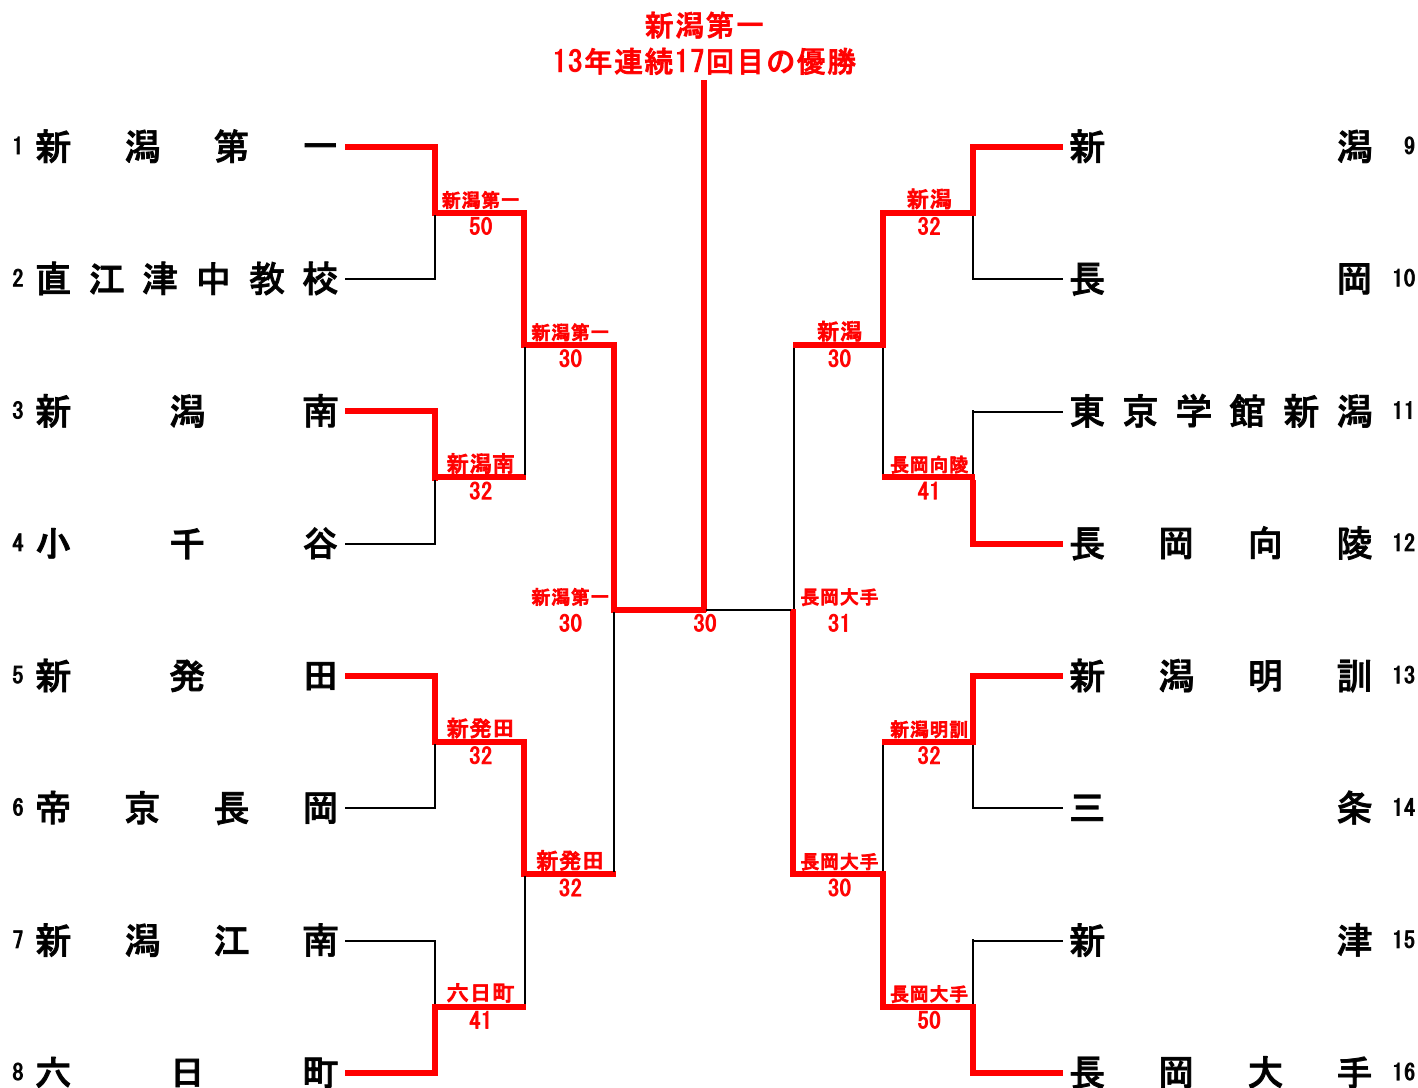 新潟第一
13年連続17回目の優勝
1 新潟第一
新潟第一
50
2 直江津中教校
新潟第一
30
3 新潟南
新潟南
32
4 小千谷
新潟第一
30
5 新発田
新発田
32
6 帝京長岡
新発田
32
7 新潟江南
六日町
41
8 六日町
30
新潟 9
新潟
32
長岡 10
新潟
30
東京学館新潟 11
長岡向陵
41
長岡向陵 12
長岡大手
31
新潟明訓 13
新潟明訓
32
三条 14
長岡大手
30
新津 15
長岡大手
50
長岡大手 16